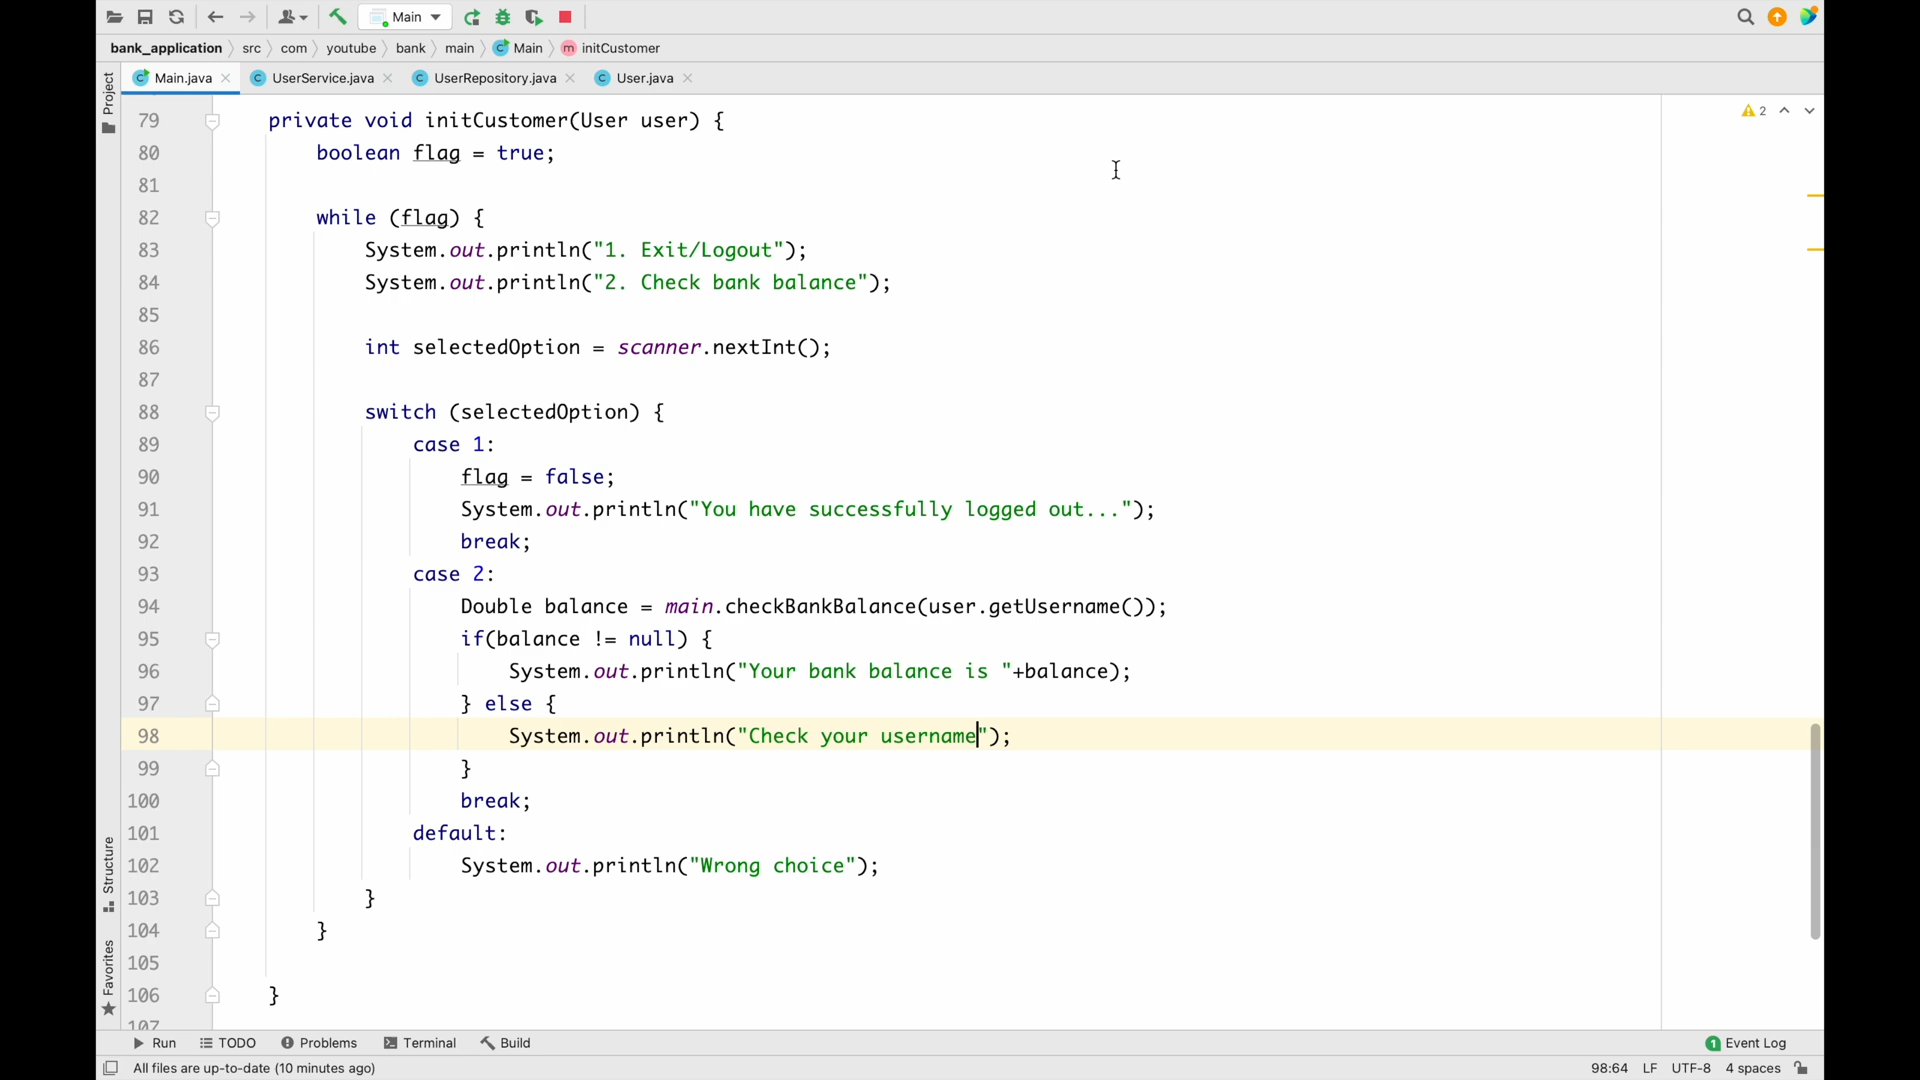 Main
bank_application src com youtube bank main Main initCustomer
Main.java UserService.java UserRepository.java User.java
Project
2
79 private void initCustomer(User user) {
80 boolean flag = true;
81
82 while (flag) {
83 System.out.println("1. Exit/Logout");
84 System.out.println("2. Check bank balance");
85
86 int selectedOption = scanner.nextInt();
87
88 switch (selectedOption) {
89 case 1:
90 flag = false;
91 System.out.println("You have successfully logged out...");
92 break;
93 case 2:
94 Double balance = main.checkBankBalance(user.getUsername());
95 if(balance != null) {
96 System.out.println("Your bank balance is "+balance);
97 } else {
98 System.out.println("Check your username");
99 }
100 break;
101 default:
102 System.out.println("Wrong choice");
103 }
104 }
105
106 }
107
Structure
Favorites
Run TODO Problems Terminal Build 1 Event Log
All files are up-to-date (10 minutes ago) 98:64 LF UTF-8 4 spaces